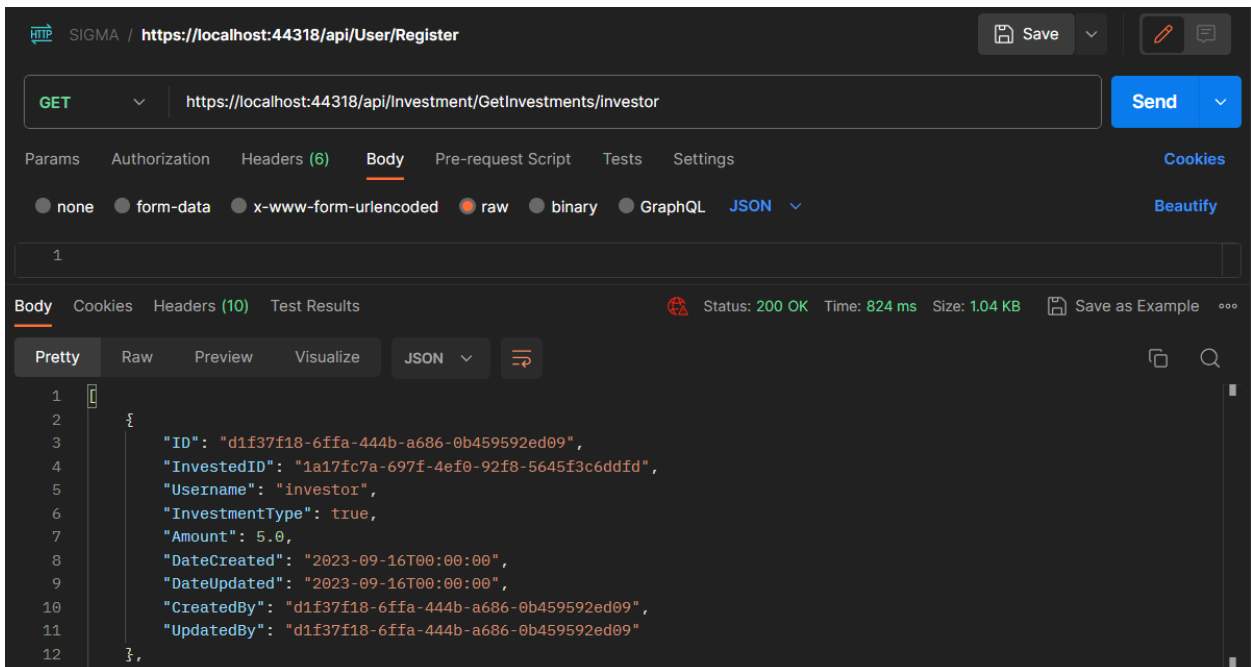 HTTP SIGMA / https://localhost:44318/api/User/Register Save
GET https://localhost:44318/api/Investment/GetInvestments/investor Send
Params Authorization Headers (6) Body Pre-request Script Tests Settings Cookies
none form-data x-www-form-urlencoded raw binary GraphQL JSON Beautify
1
Body Cookies Headers (10) Test Results Status: 200 OK Time: 824 ms Size: 1.04 KB Save as Example
Pretty Raw Preview Visualize JSON
1 [
2 {
3 "ID": "d1f37f18-6ffa-444b-a686-0b459592ed09",
4 "InvestedID": "1a17fc7a-697f-4ef0-92f8-5645f3c6ddfd",
5 "Username": "investor",
6 "InvestmentType": true,
7 "Amount": 5.0,
8 "DateCreated": "2023-09-16T00:00:00",
9 "DateUpdated": "2023-09-16T00:00:00",
10 "CreatedBy": "d1f37f18-6ffa-444b-a686-0b459592ed09",
11 "UpdatedBy": "d1f37f18-6ffa-444b-a686-0b459592ed09"
12 },